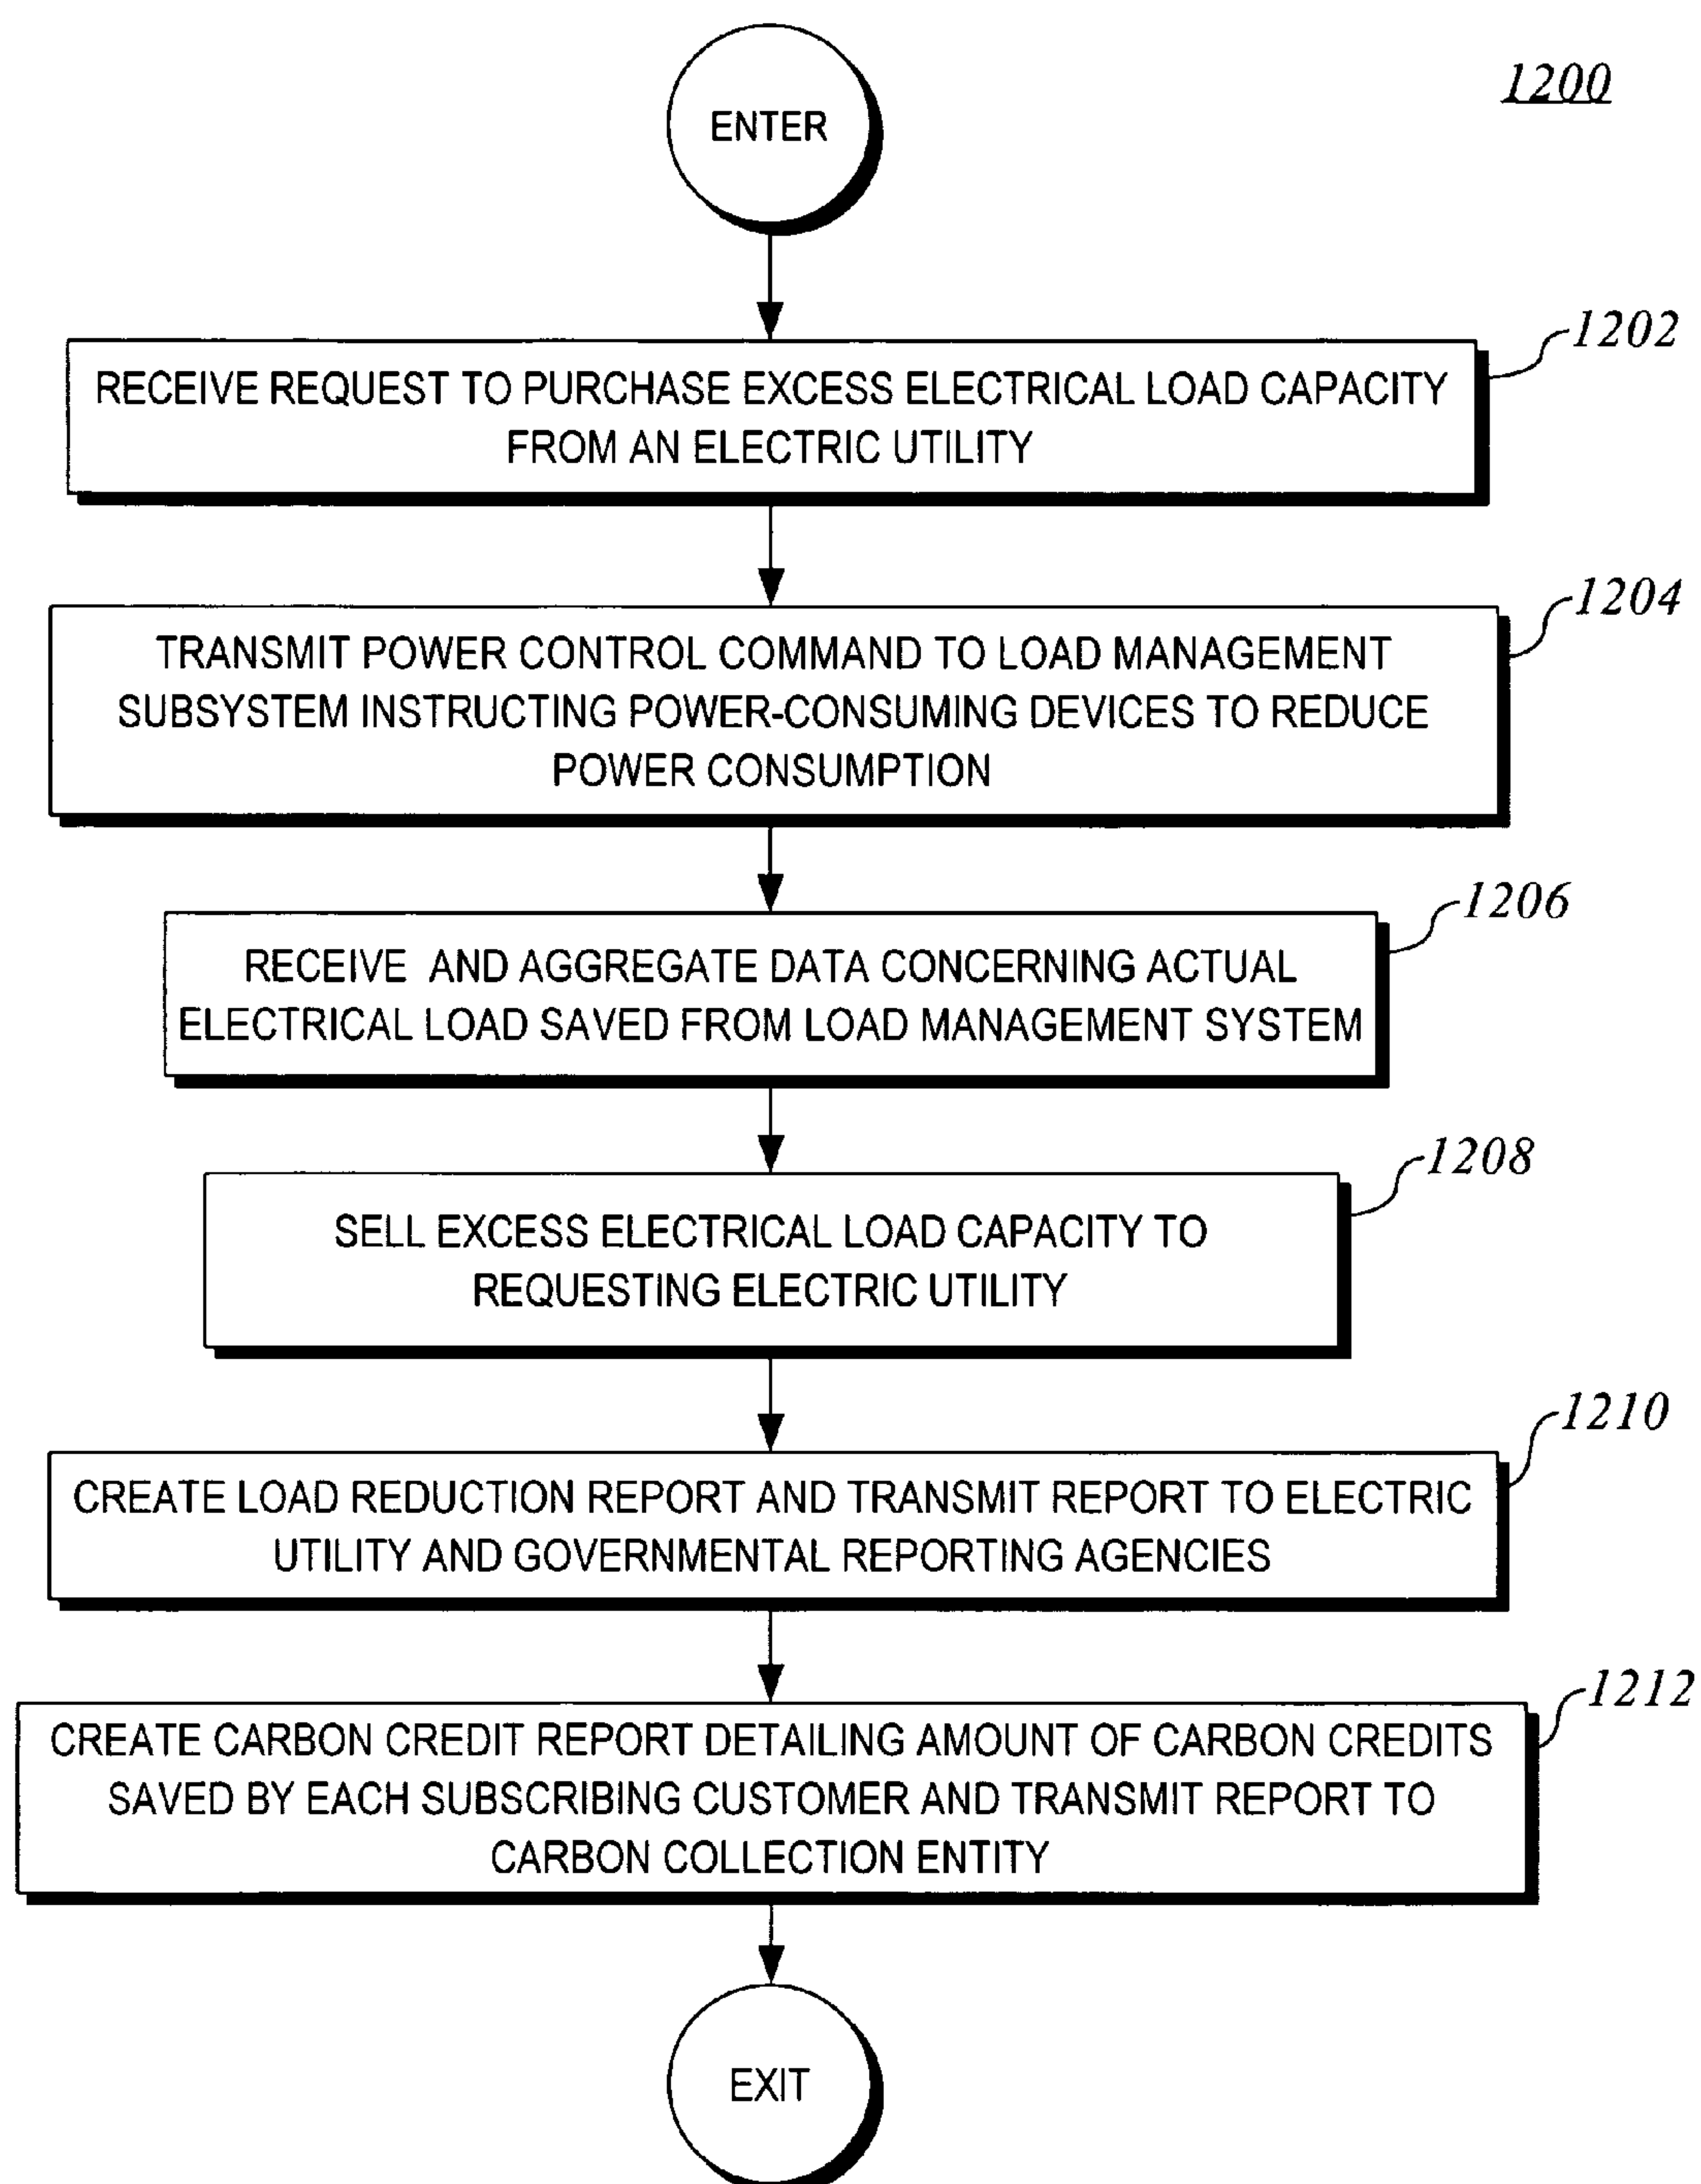 1200
ENTER
1202
RECEIVE REQUEST TO PURCHASE EXCESS ELECTRICAL LOAD CAPACITY
FROM AN ELECTRIC UTILITY
1204
TRANSMIT POWER CONTROL COMMAND TO LOAD MANAGEMENT
SUBSYSTEM INSTRUCTING POWER-CONSUMING DEVICES TO REDUCE
POWER CONSUMPTION
1206
RECEIVE AND AGGREGATE DATA CONCERNING ACTUAL
ELECTRICAL LOAD SAVED FROM LOAD MANAGEMENT SYSTEM
1208
SELL EXCESS ELECTRICAL LOAD CAPACITY TO
REQUESTING ELECTRIC UTILITY
1210
CREATE LOAD REDUCTION REPORT AND TRANSMIT REPORT TO ELECTRIC
UTILITY AND GOVERNMENTAL REPORTING AGENCIES
1212
CREATE CARBON CREDIT REPORT DETAILING AMOUNT OF CARBON CREDITS
SAVED BY EACH SUBSCRIBING CUSTOMER AND TRANSMIT REPORT TO
CARBON COLLECTION ENTITY
EXIT